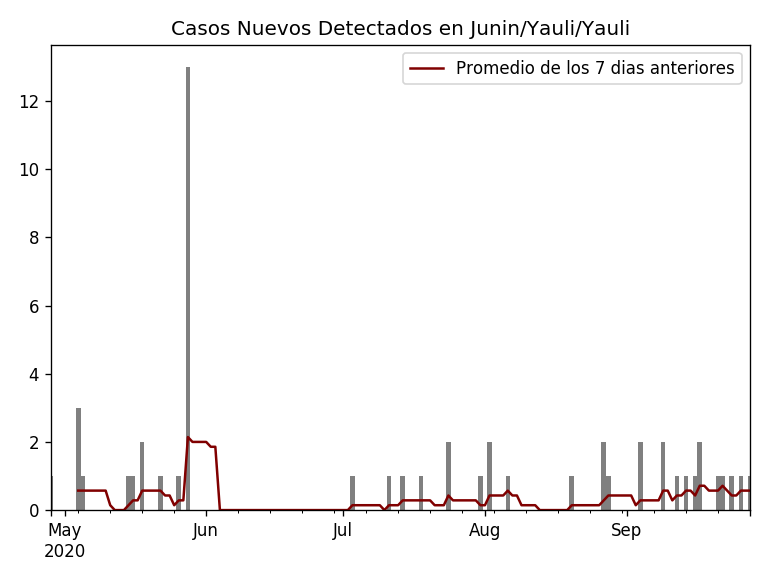 Casos Nuevos Detectados en Junin/Yauli/Yauli
Promedio de los 7 dias anteriores
12
10
8
6
4
2
0
May Jun Jul Aug Sep
2020